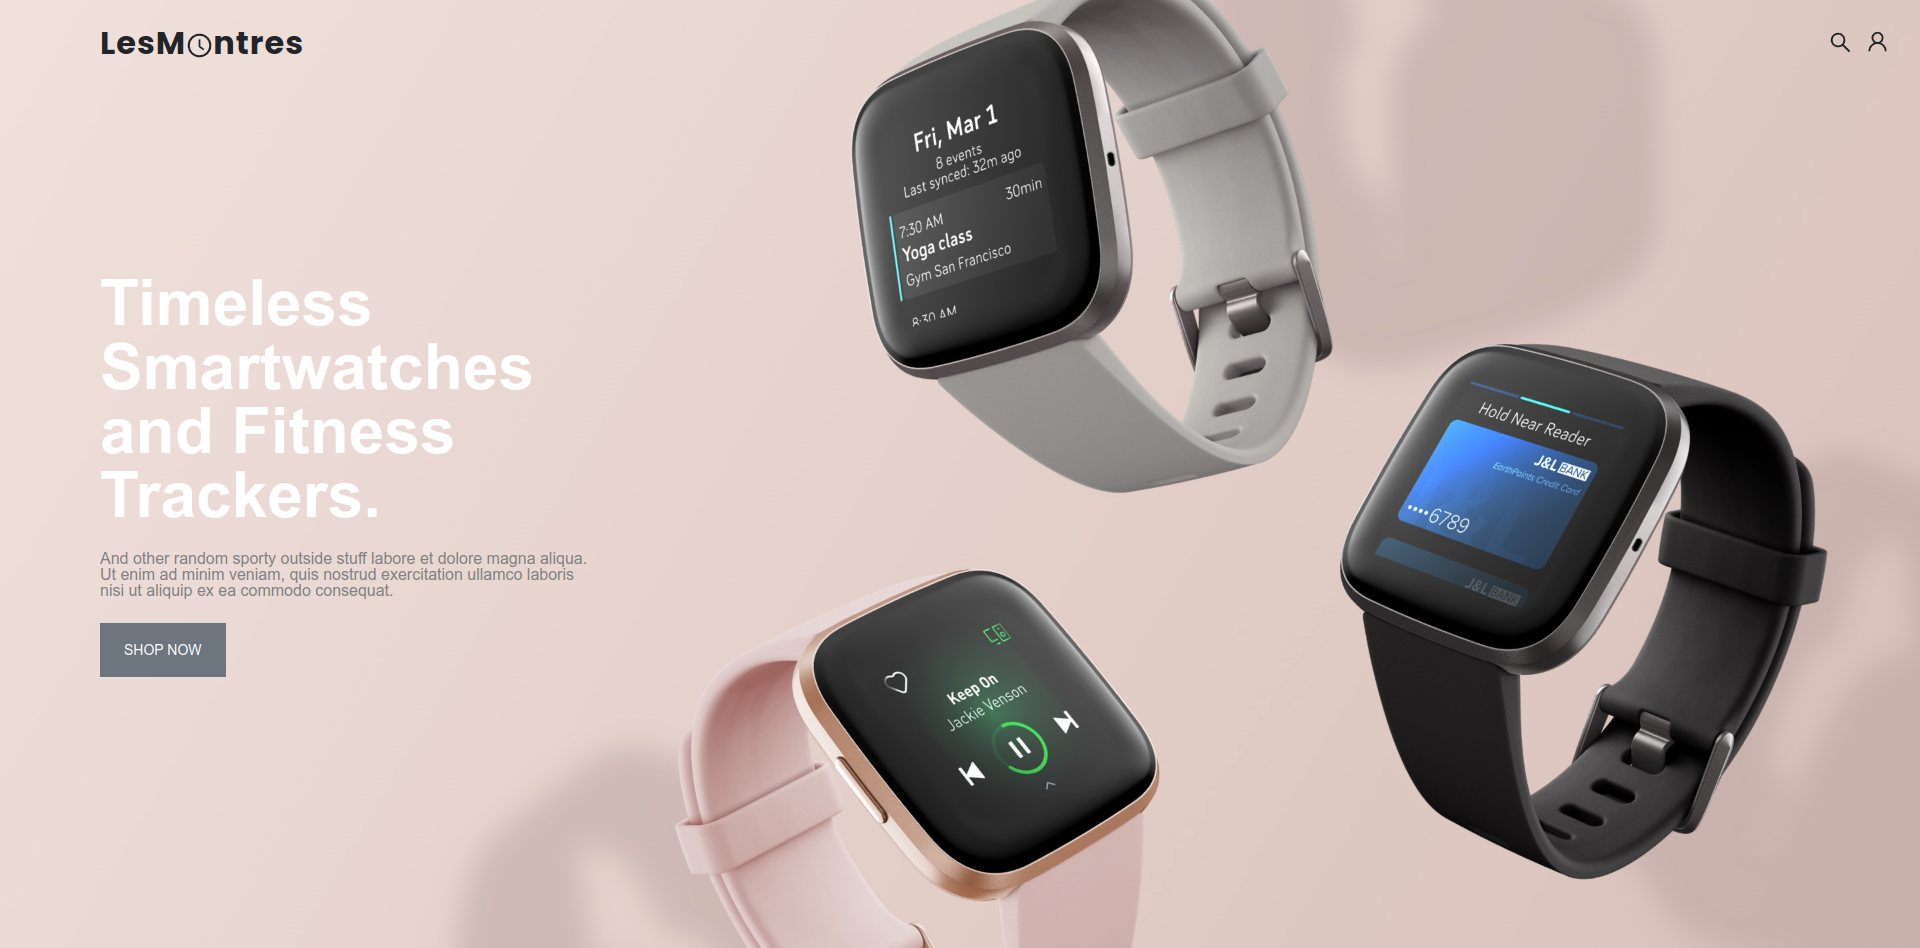 LesMontres
Fri, Mar 1
8 events
Last synced: 32m ago
30min
7:30 AM
Yoga class
Gym San Francisco
8:30 AM
Timeless
Smartwatches
and Fitness
Trackers.
And other random sporty outside stuff labore et dolore magna aliqua.
Ut enim ad minim veniam, quis nostrud exercitation ullamco laboris
nisi ut aliquip ex ea commodo consequat.
SHOP NOW
Hold Near Reader
J&L BANK
EarthPoints Credit Card
••••6789
J&L BANK
Keep On
Jackie Venson